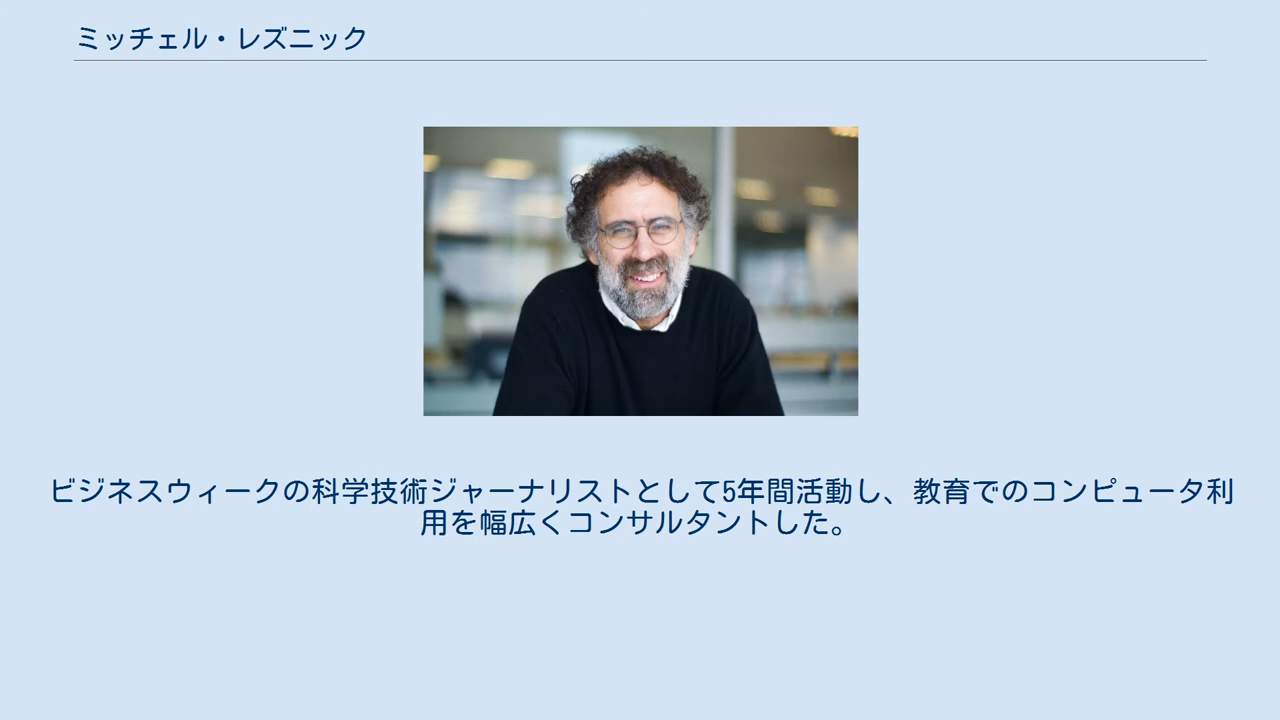 ミッチェル・レズニック
ビジネスウィークの科学技術ジャーナリストとして5年間活動し、教育でのコンピュータ利
用を幅広くコンサルタントした。